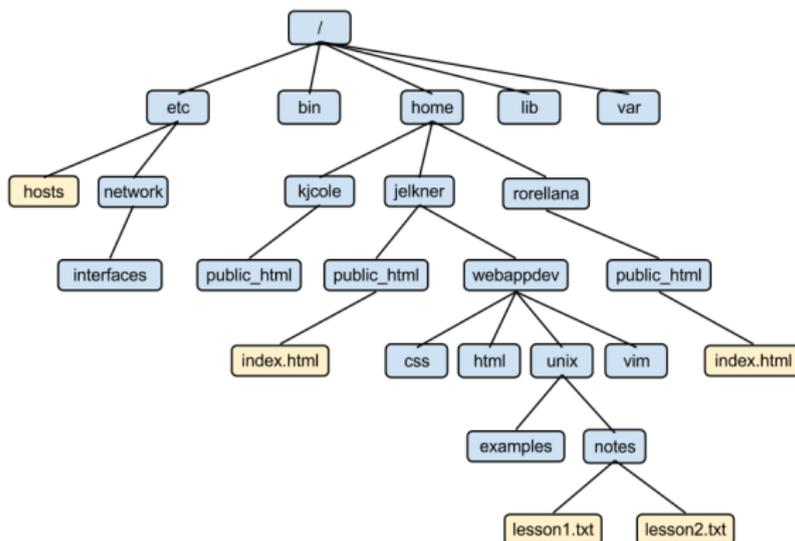 /
etc
bin
home
lib
var
hosts
network
kjcole
jelkner
rorellana
interfaces
public_html
public_html
webappdev
public_html
index.html
css
html
unix
vim
index.html
examples
notes
lesson1.txt
lesson2.txt